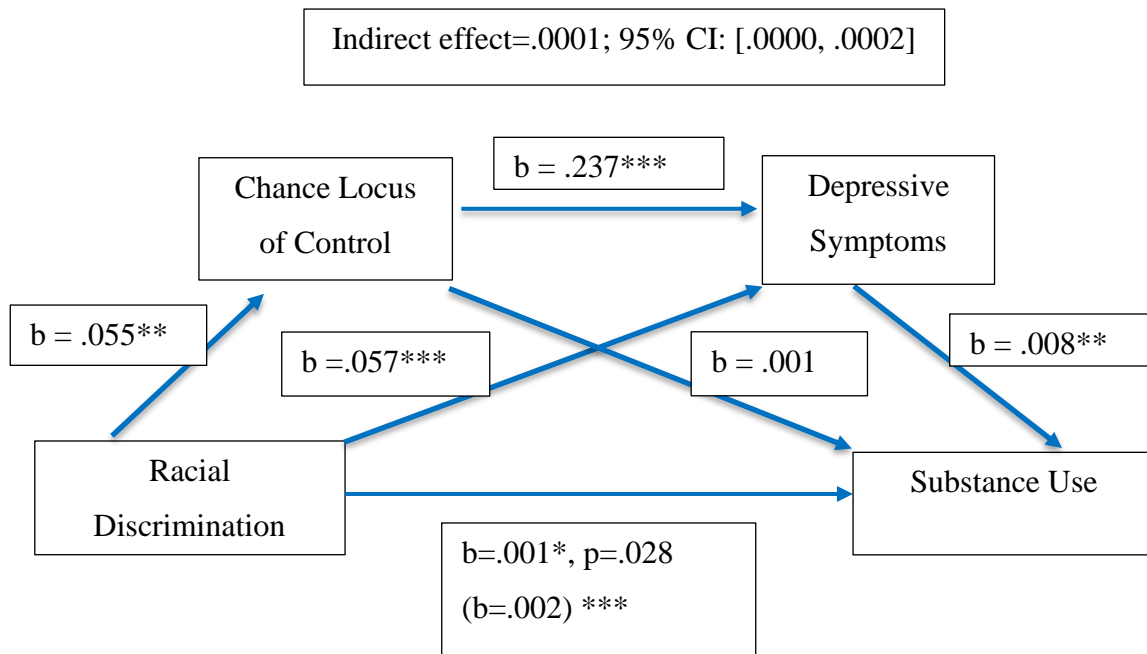 Indirect effect=.0001; 95% CI: [.0000, .0002]
b = .237***
Chance Locus
of Control
Depressive
Symptoms
b = .055**
b =.057***
b = .001
b = .008**
Racial
Discrimination
Substance Use
b=.001*, p=.028
(b=.002) ***